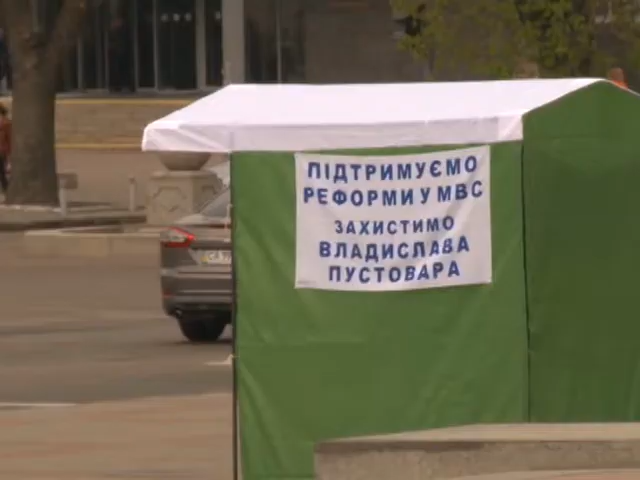 ПІДТРИМУЄМО
РЕФОРМИ У МВС
ЗАХИСТИМО
ВЛАДИСЛАВА
ПУСТОВАРА